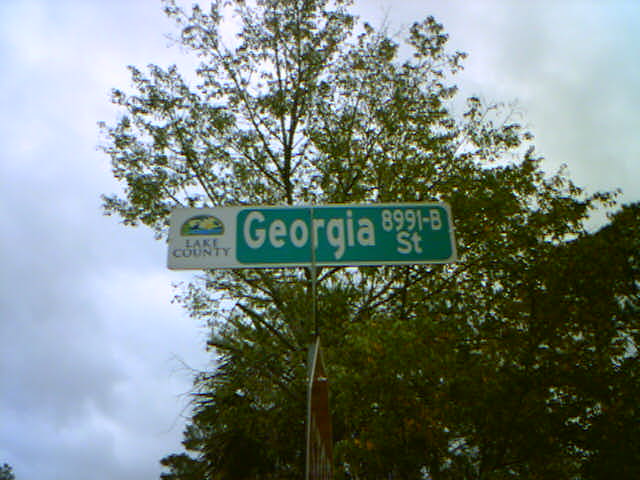 LAKE
COUNTY
Georgia
8991-B
St